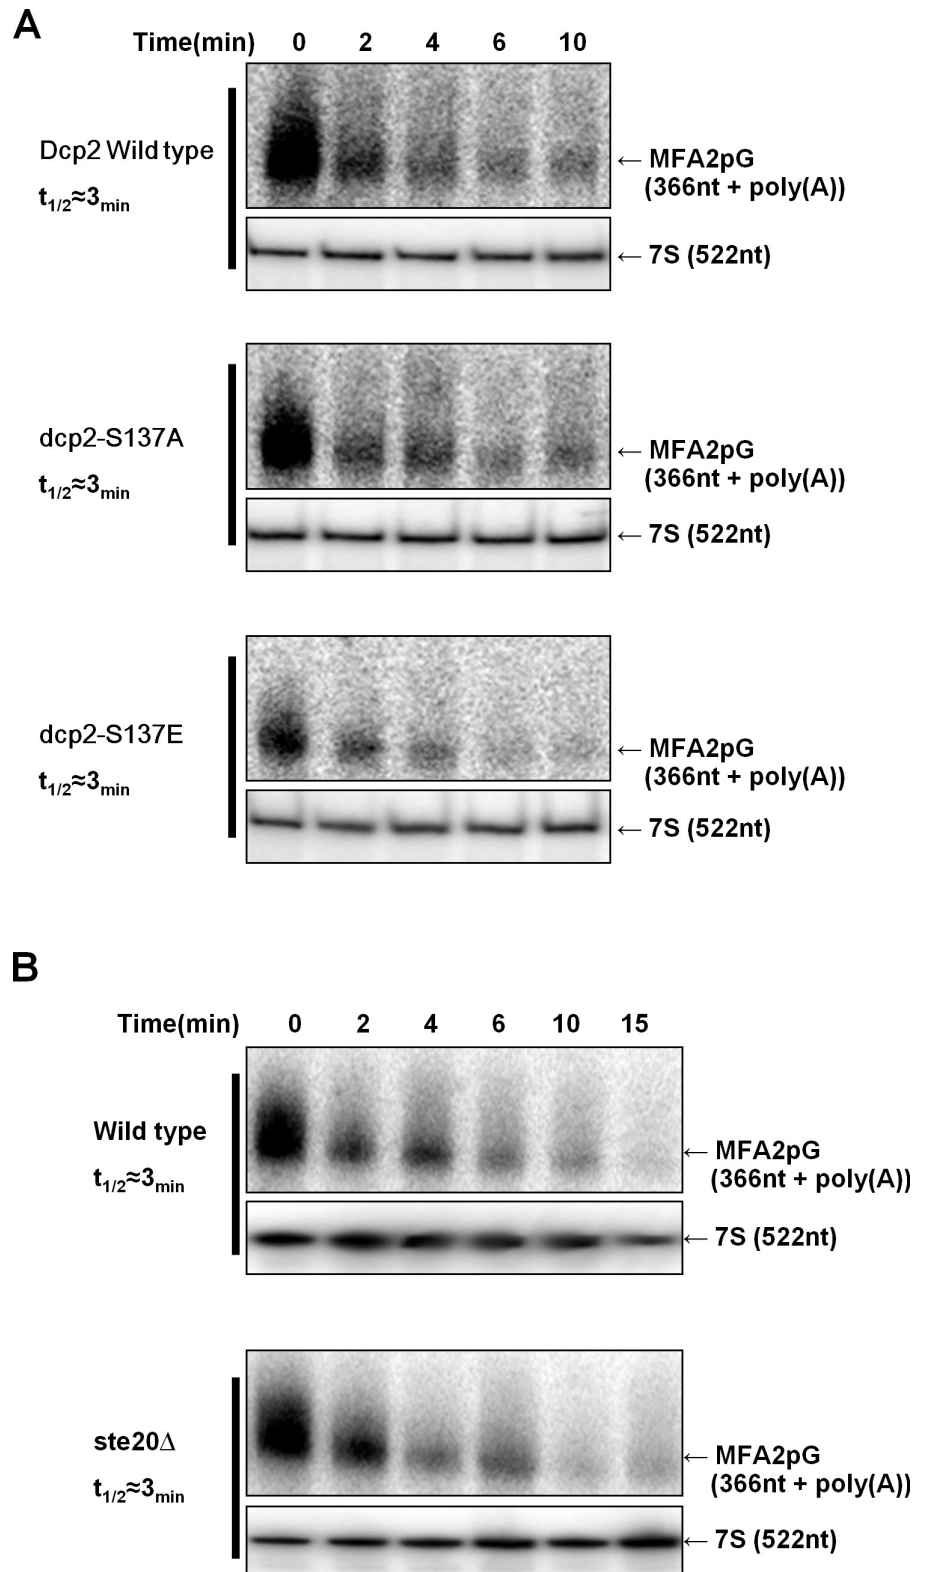 A
Time(min) 0 2 4 6 10
Dcp2 Wild type
t1/2≈3min
← MFA2pG
(366nt + poly(A))
← 7S (522nt)
dcp2-S137A
t1/2≈3min
← MFA2pG
(366nt + poly(A))
← 7S (522nt)
dcp2-S137E
t1/2≈3min
← MFA2pG
(366nt + poly(A))
← 7S (522nt)
B
Time(min) 0 2 4 6 10 15
Wild type
t1/2≈3min
← MFA2pG
(366nt + poly(A))
← 7S (522nt)
ste20Δ
t1/2≈3min
← MFA2pG
(366nt + poly(A))
← 7S (522nt)